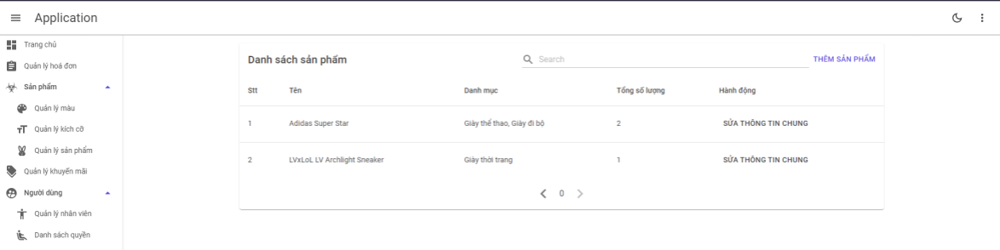 Application
Trang chủ
Quản lý hoá đơn
Sản phẩm
Quản lý màu
Quản lý kích cỡ
Quản lý sản phẩm
Quản lý khuyến mãi
Người dùng
Quản lý nhân viên
Danh sách quyền
Danh sách sản phẩm
Search
THÊM SẢN PHẨM
Stt Tên Danh mục Tổng số lượng Hành động
1 Adidas Super Star Giày thể thao, Giày đi bộ 2 SỬA THÔNG TIN CHUNG
2 LVxLoL LV Archlight Sneaker Giày thời trang 1 SỬA THÔNG TIN CHUNG
0